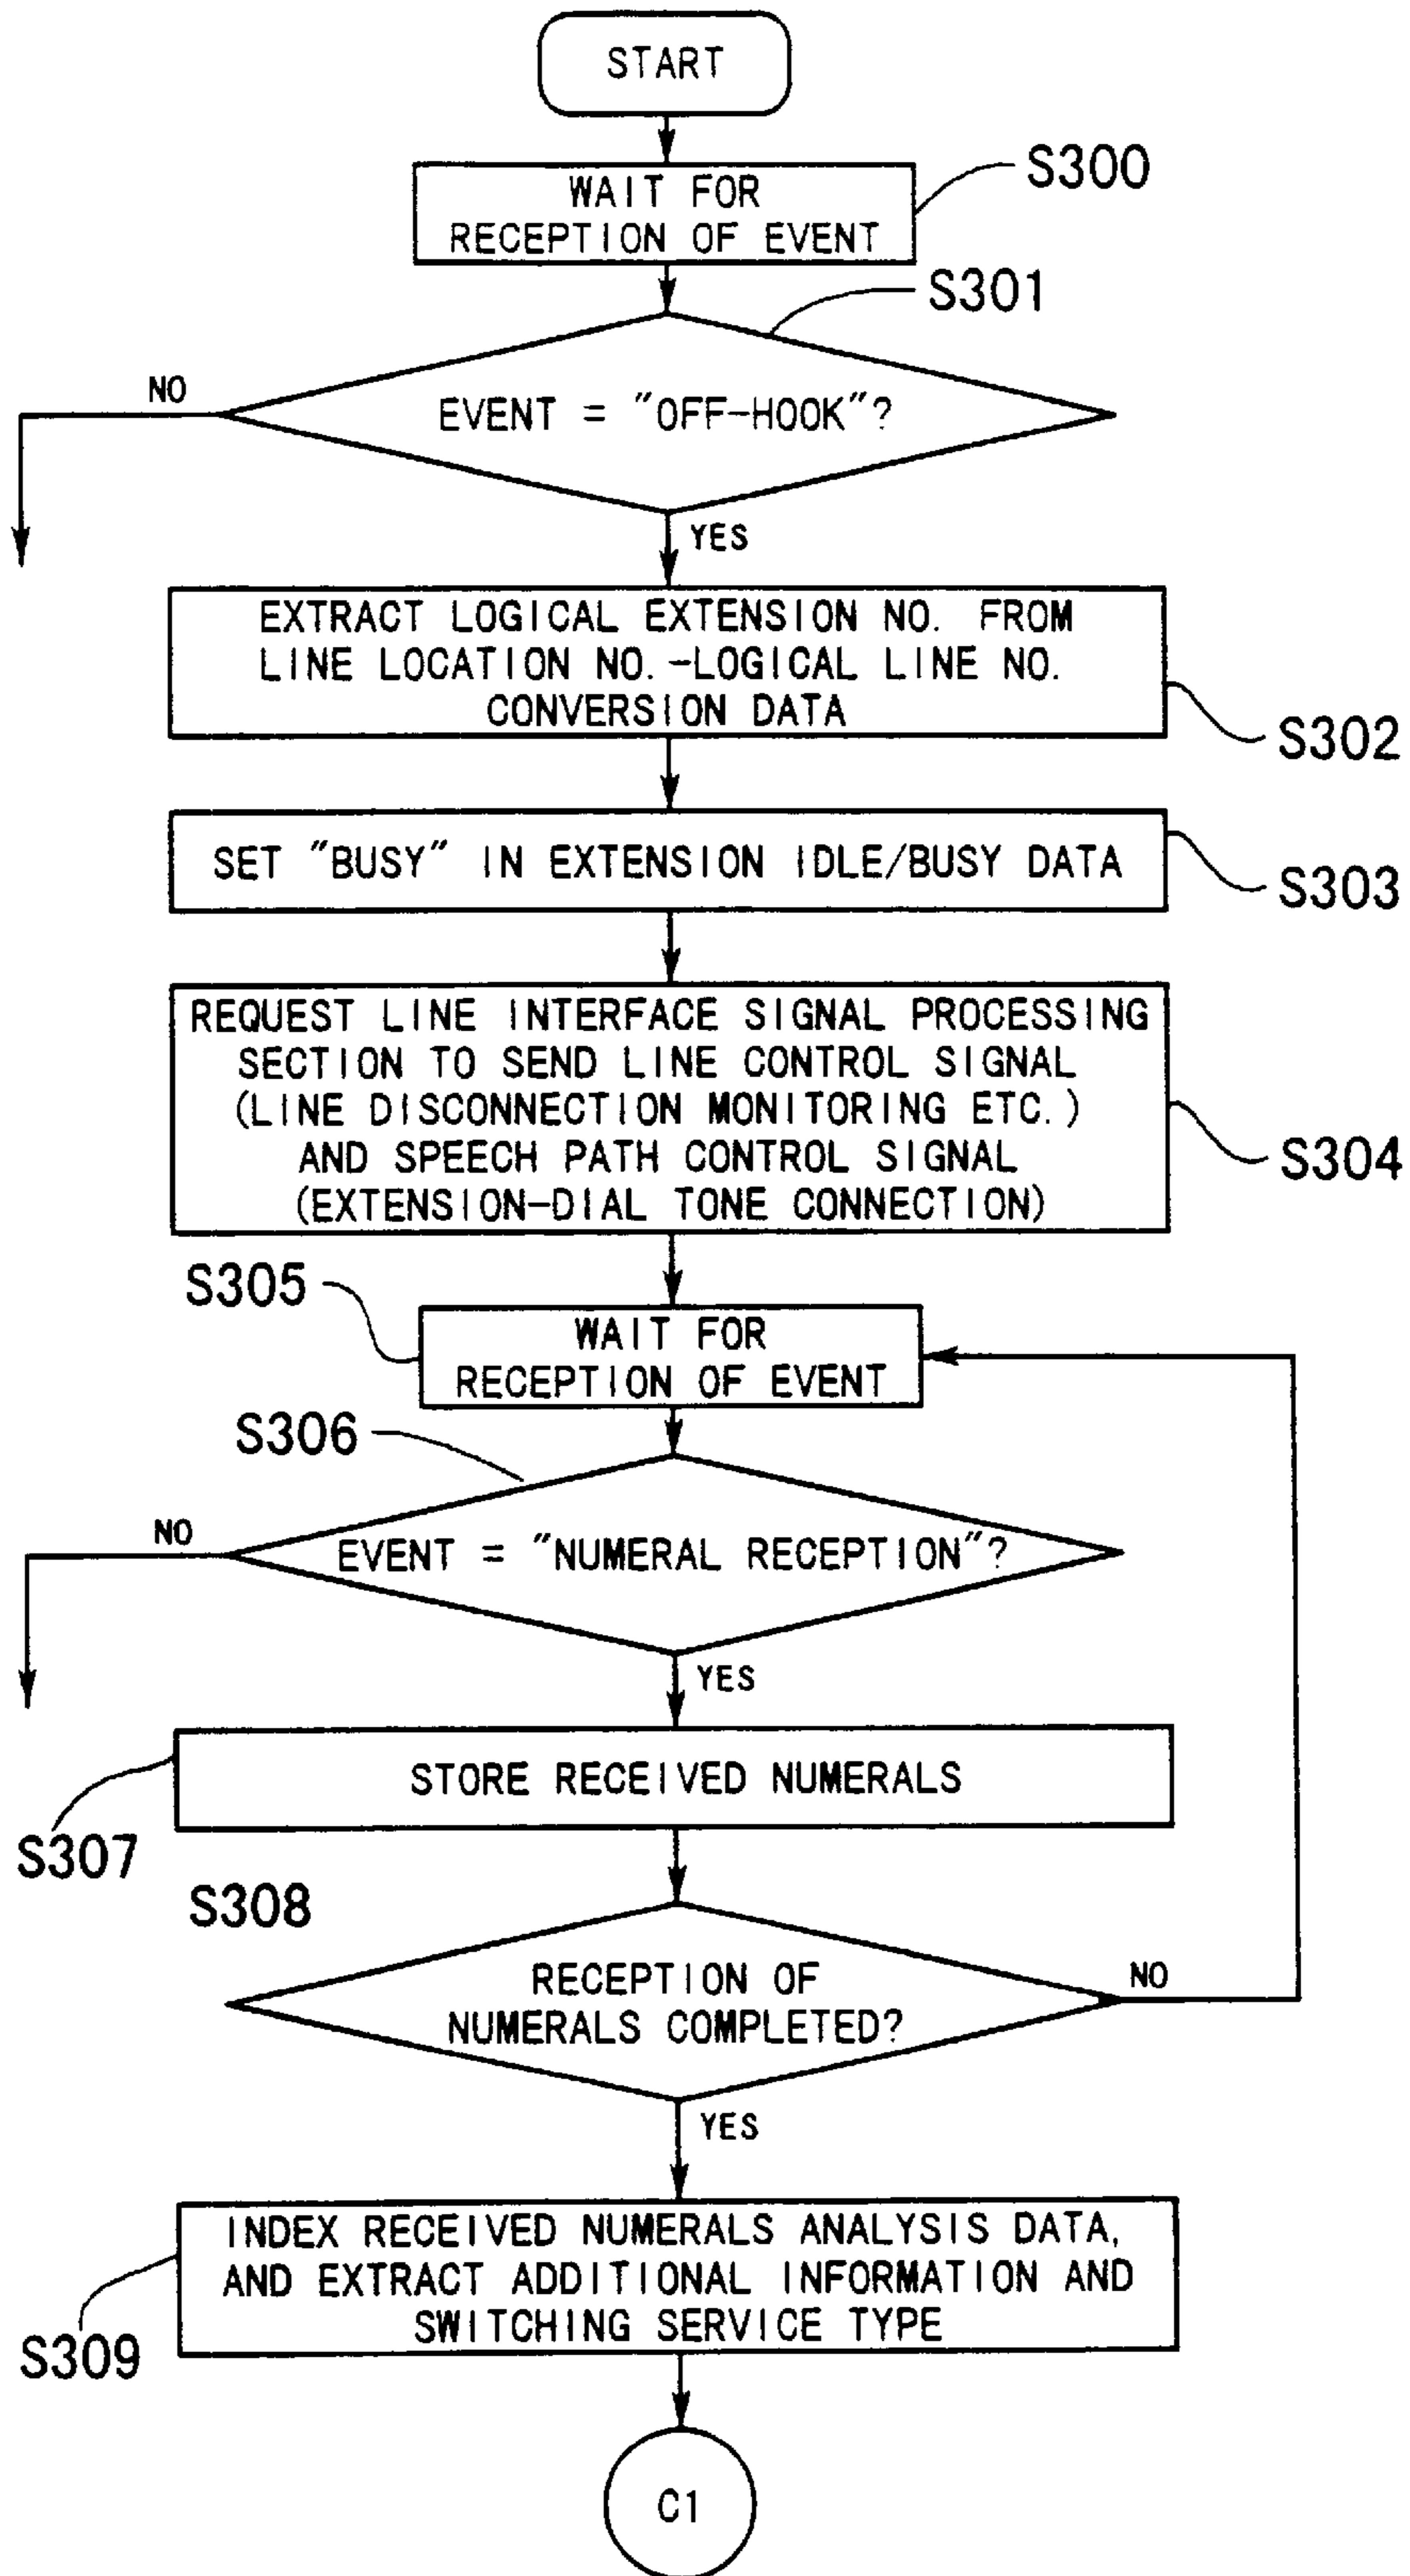 START
WAIT FOR
RECEPTION OF EVENT
S300
S301
EVENT = "OFF-HOOK"?
NO
YES
EXTRACT LOGICAL EXTENSION NO. FROM
LINE LOCATION NO.-LOGICAL LINE NO.
CONVERSION DATA
S302
SET "BUSY" IN EXTENSION IDLE/BUSY DATA
S303
REQUEST LINE INTERFACE SIGNAL PROCESSING
SECTION TO SEND LINE CONTROL SIGNAL
(LINE DISCONNECTION MONITORING ETC.)
AND SPEECH PATH CONTROL SIGNAL
(EXTENSION-DIAL TONE CONNECTION)
S304
S305
WAIT FOR
RECEPTION OF EVENT
S306
NO
EVENT = "NUMERAL RECEPTION"?
YES
STORE RECEIVED NUMERALS
S307
S308
RECEPTION OF
NUMERALS COMPLETED?
NO
YES
INDEX RECEIVED NUMERALS ANALYSIS DATA,
AND EXTRACT ADDITIONAL INFORMATION AND
SWITCHING SERVICE TYPE
S309
C1